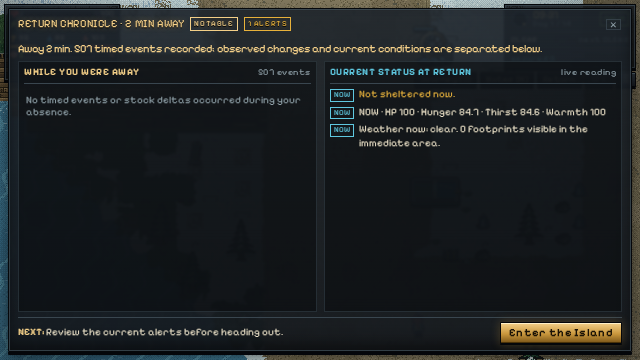 RETURN CHRONICLE · 2 MIN AWAY NOTABLE 1 ALERTS ×
Away 2 min. 807 timed events recorded; observed changes and current conditions are separated below.
WHILE YOU WERE AWAY 807 events
No timed events or stock deltas occurred during your
absence.
CURRENT STATUS AT RETURN live reading
NOW Not sheltered now.
NOW NOW · HP 100 · Hunger 84.7 · Thirst 84.6 · Warmth 100
NOW Weather now: clear. 0 footprints visible in the
immediate area.
NEXT: Review the current alerts before heading out.
Enter the Island